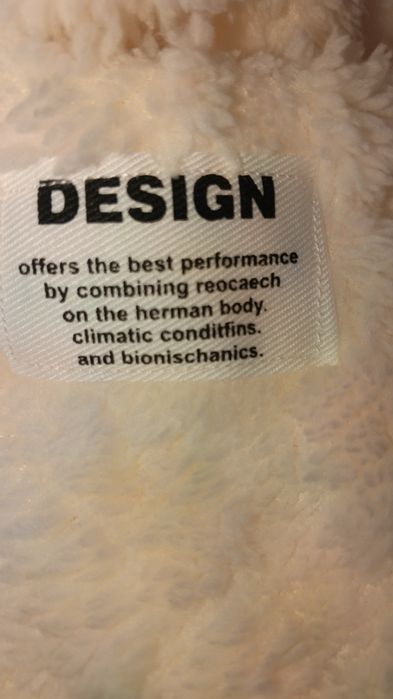 DESIGN
offers the best performance
by combining reocaech
on the herman body.
climatic conditfins.
and bionischanics.